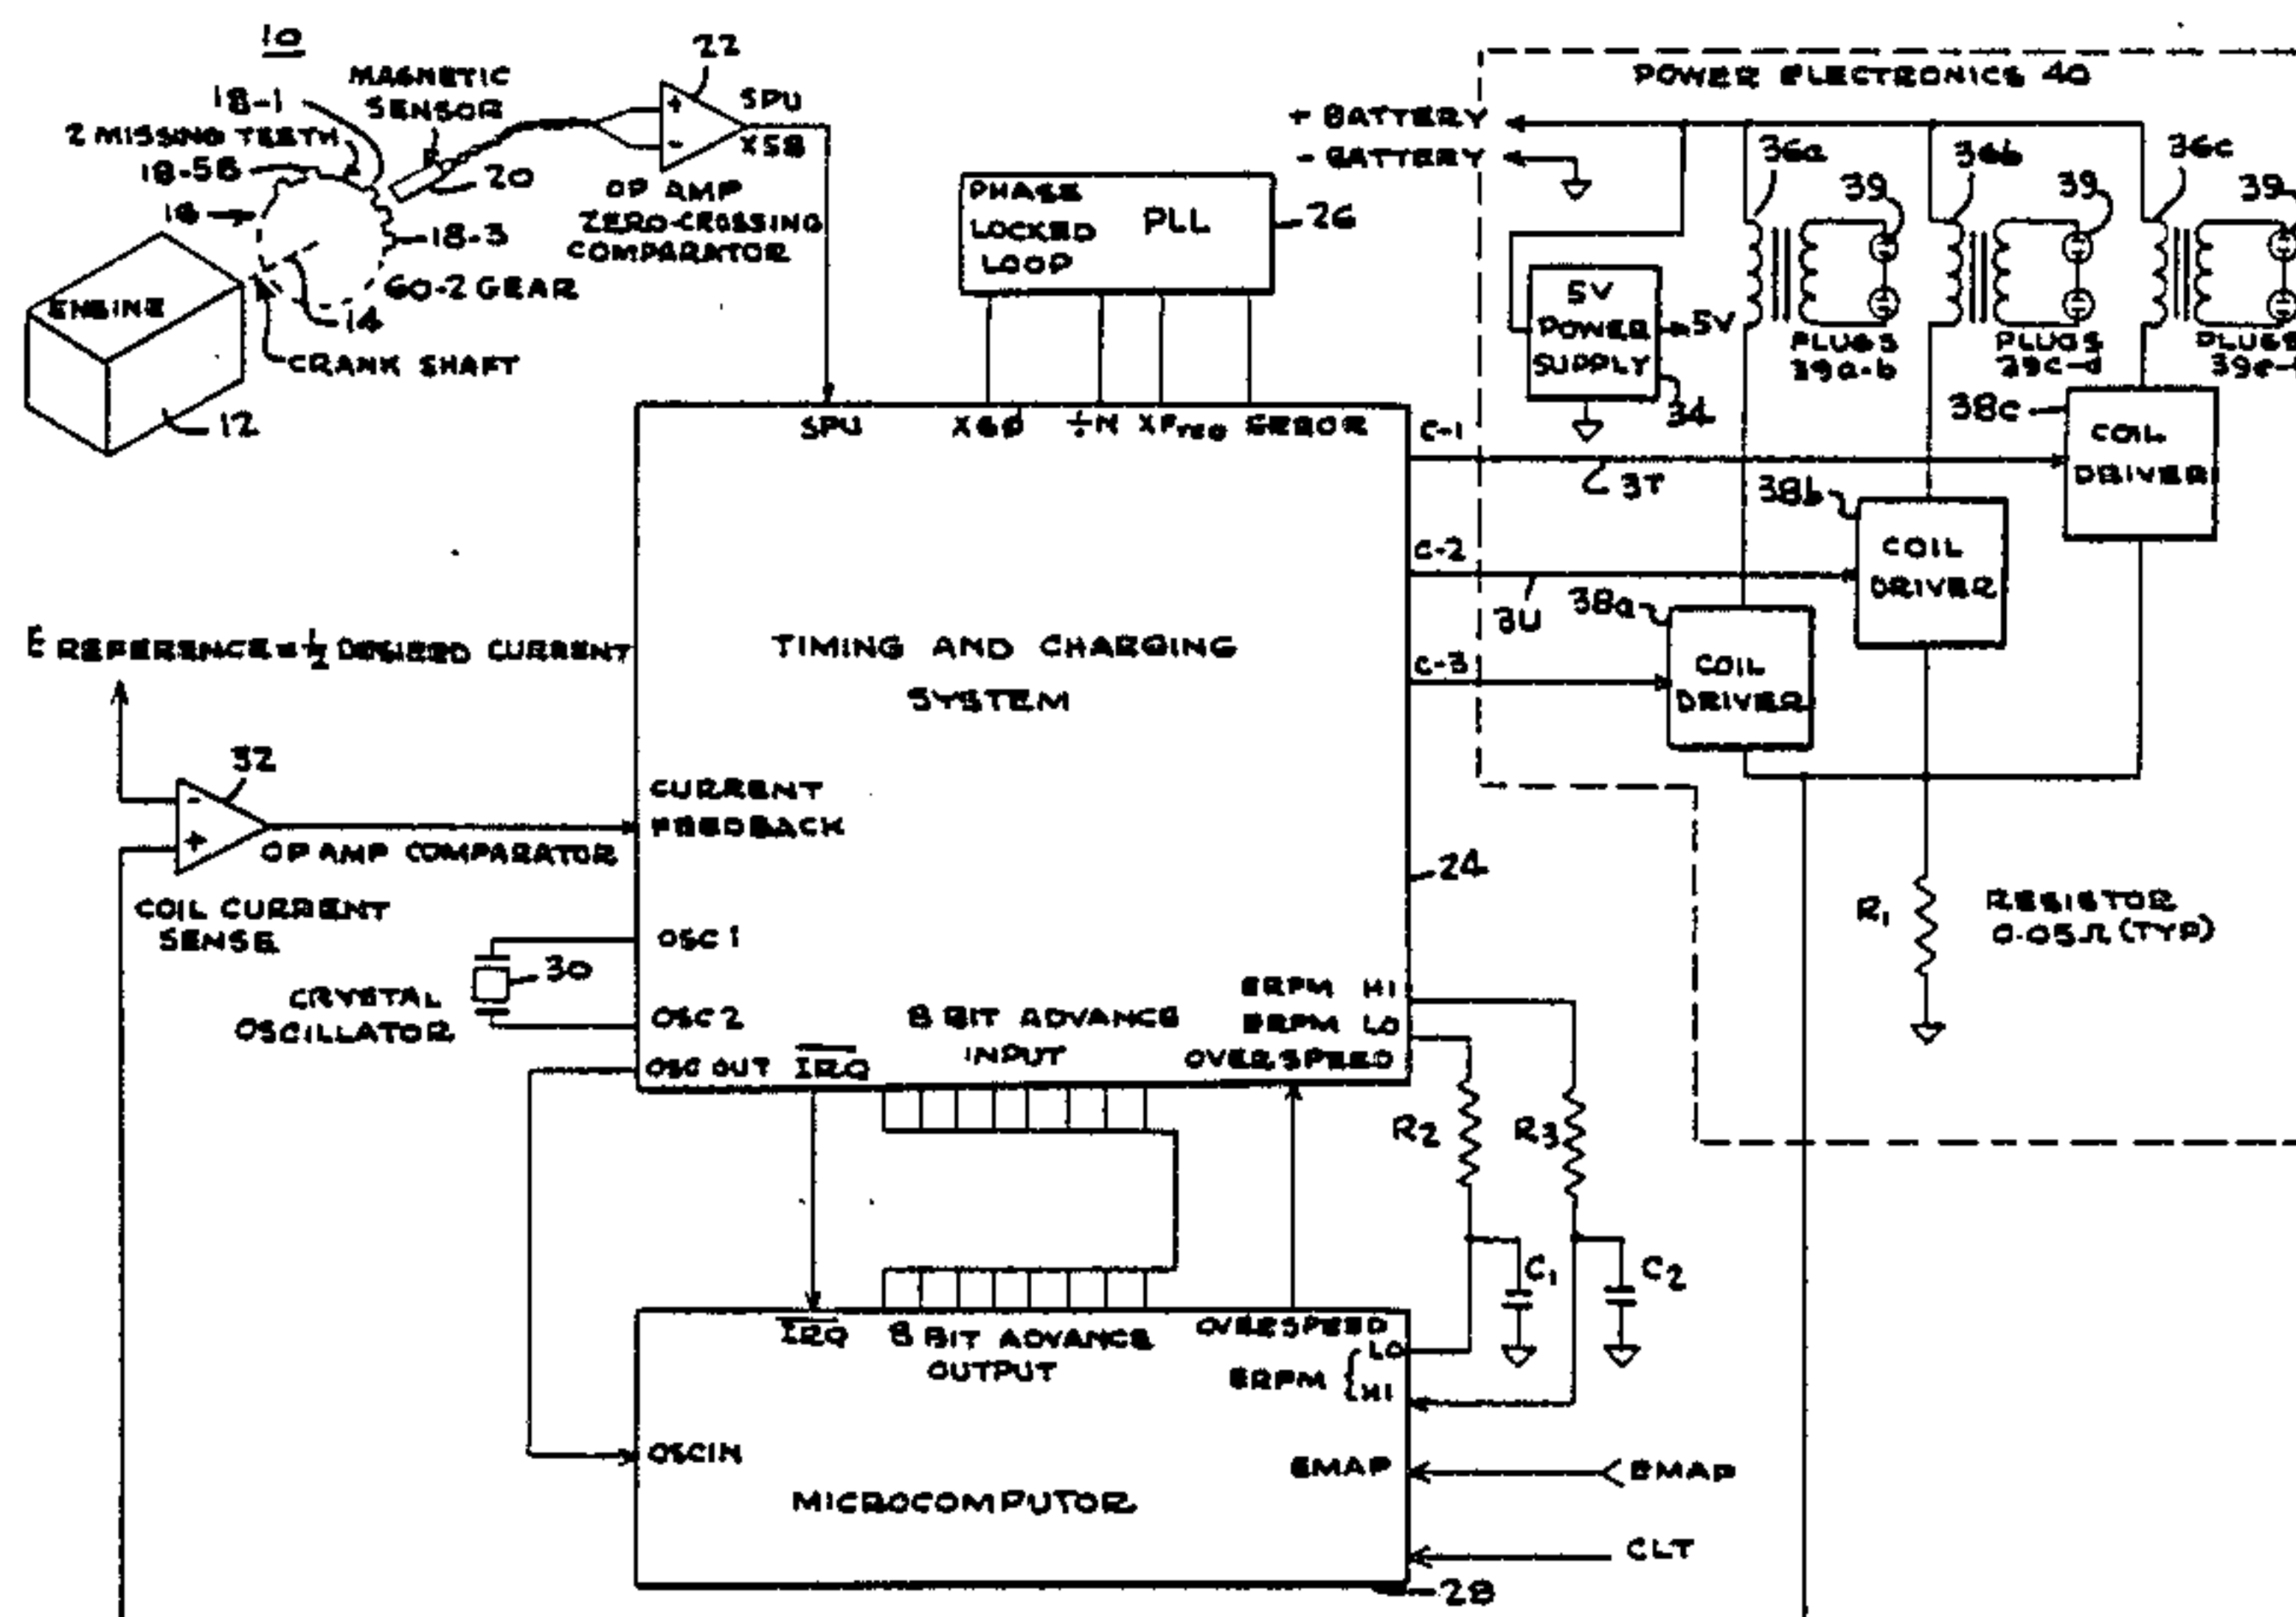 10
MAGNETIC
SENSOR
18-1
2 MISSING TEETH
18-58
16
20
18-3
60-2 GEAR
14
ENGINE
CRANK SHAFT
12
22
+
-
SPU
X58
OP AMP
ZERO-CROSSING
COMPARATOR
PHASE
LOCKED
LOOP
PLL
26
POWER ELECTRONICS 40
+ BATTERY
- BATTERY
36a
36b
36c
39
39
39
5V
POWER
SUPPLY
5V
34
PLUGS
39a-b
PLUGS
39c-d
PLUGS
38c
COIL
DRIVER
38b
COIL
DRIVER
38a
COIL
DRIVER
SPU
X60
÷N
ERROR
C-1
37
C-2
3U
C-3
E REFERENCE = 1/2 DESIRED CURRENT
TIMING AND CHARGING
SYSTEM
32
-
+
OP AMP COMPARATOR
COIL CURRENT
SENSE
CURRENT
FEEDBACK
24
R1
RESISTOR
0.05Ω (TYP)
OSC 1
30
CRYSTAL
OSCILLATOR
OSC 2
OSC OUT
IRQ
8 BIT ADVANCE
INPUT
ERPM HI
ERPM LO
OVERSPEED
R2
R3
C1
C2
IRQ
8 BIT ADVANCE
OUTPUT
OVERSPEED
ERPM { LO
HI
OSCIN
EMAP
EMAP
MICROCOMPUTOR
CLT
28